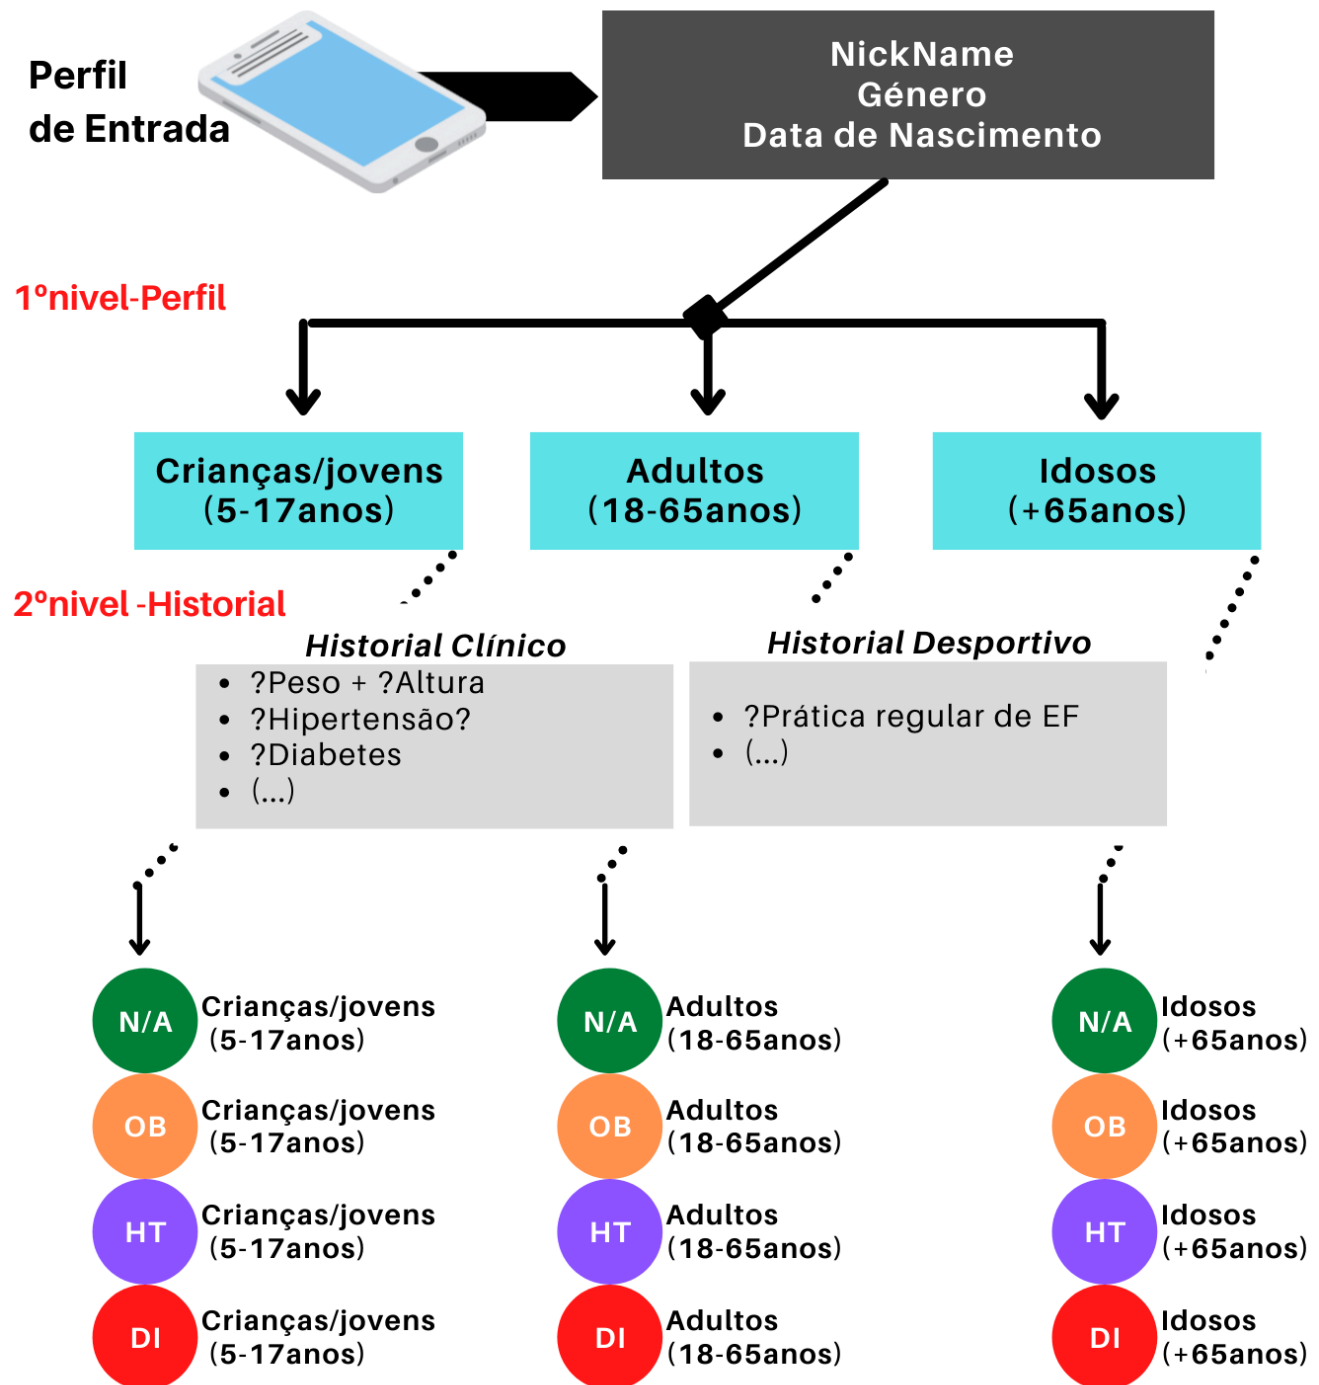 Perfil
de Entrada
NickName
Género
Data de Nascimento
1ºnivel-Perfil
Crianças/jovens
(5-17anos)
Adultos
(18-65anos)
Idosos
(+65anos)
2ºnivel -Historial
Historial Clínico
• ?Peso + ?Altura
• ?Hipertensão?
• ?Diabetes
• (...)
Historial Desportivo
• ?Prática regular de EF
• (...)
N/A
Crianças/jovens
(5-17anos)
N/A
Adultos
(18-65anos)
N/A
Idosos
(+65anos)
OB
Crianças/jovens
(5-17anos)
OB
Adultos
(18-65anos)
OB
Idosos
(+65anos)
HT
Crianças/jovens
(5-17anos)
HT
Adultos
(18-65anos)
HT
Idosos
(+65anos)
DI
Crianças/jovens
(5-17anos)
DI
Adultos
(18-65anos)
DI
Idosos
(+65anos)